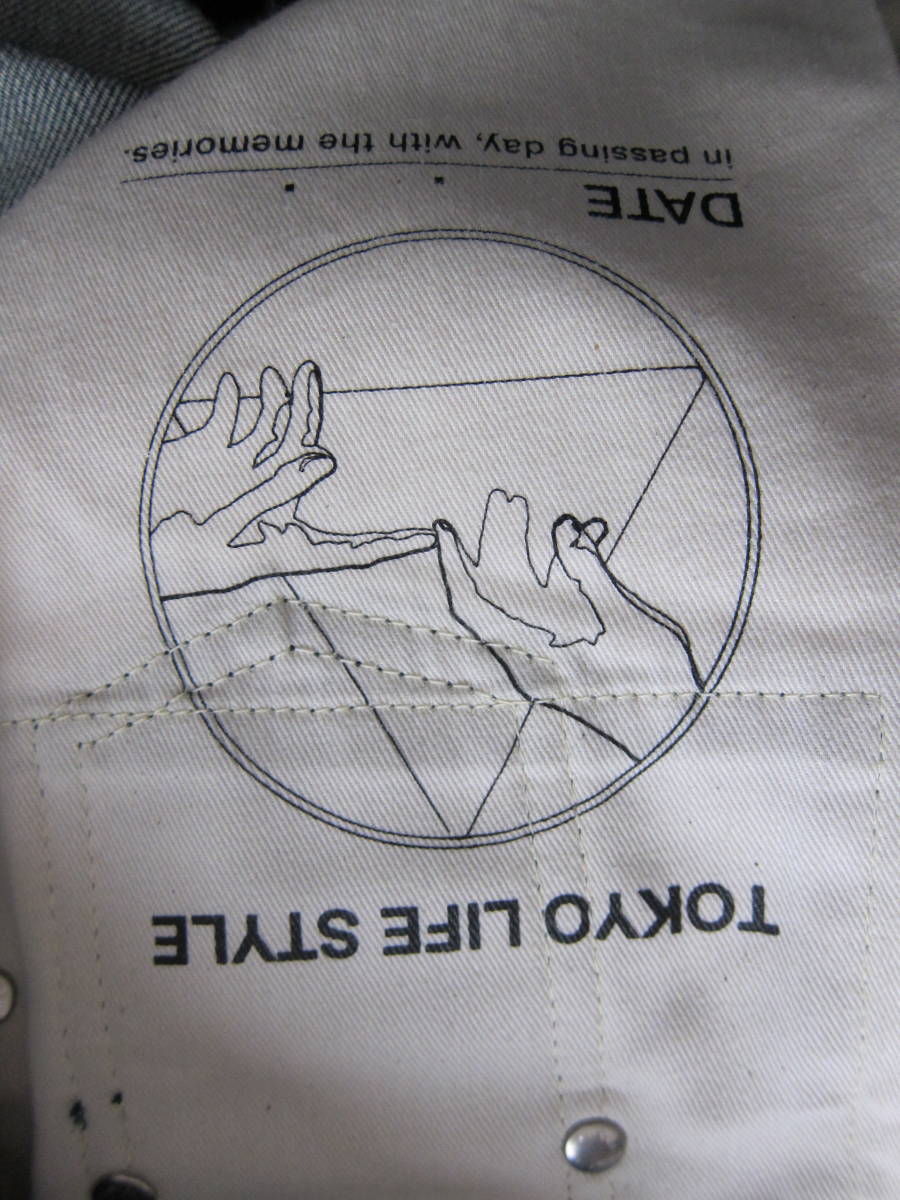 TOKYO LIFE STYLE
DATE . .
in passing day, with the memories.